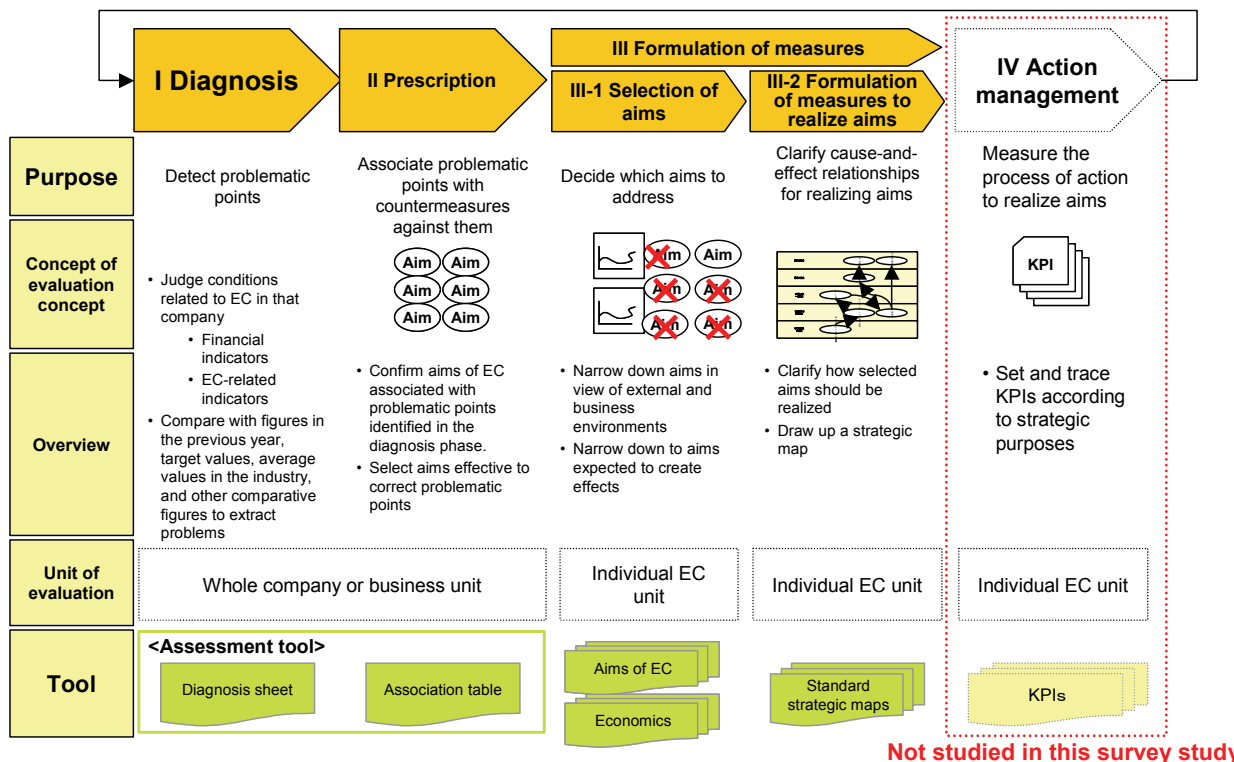 I Diagnosis
II Prescription
III Formulation of measures
III-1 Selection of
aims
III-2 Formulation
of measures to
realize aims
IV Action
management
Purpose
Detect problematic
points
Associate problematic
points with
countermeasures
against them
Decide which aims to
address
Clarify cause-and-
effect relationships
for realizing aims
Measure the
process of action
to realize aims
Concept of
evaluation
concept
Aim Aim
Aim Aim
Aim Aim
Aim Aim
Aim Aim
Aim Aim
KPI
Overview
• Judge conditions
related to EC in that
company
• Financial
indicators
• EC-related
indicators
• Compare with figures in
the previous year,
target values, average
values in the industry,
and other comparative
figures to extract
problems
• Confirm aims of EC
associated with
problematic points
identified in the
diagnosis phase.
• Select aims effective to
correct problematic
points
• Narrow down aims in
view of external and
business
environments
• Narrow down to aims
expected to create
effects
• Clarify how selected
aims should be
realized
• Draw up a strategic
map
• Set and trace
KPIs according
to strategic
purposes
Unit of
evaluation
Whole company or business unit
Individual EC
unit
Individual EC unit
Individual EC unit
Tool
<Assessment tool>
Diagnosis sheet
Association table
Aims of EC
Economics
Standard
strategic maps
KPIs
Not studied in this survey study